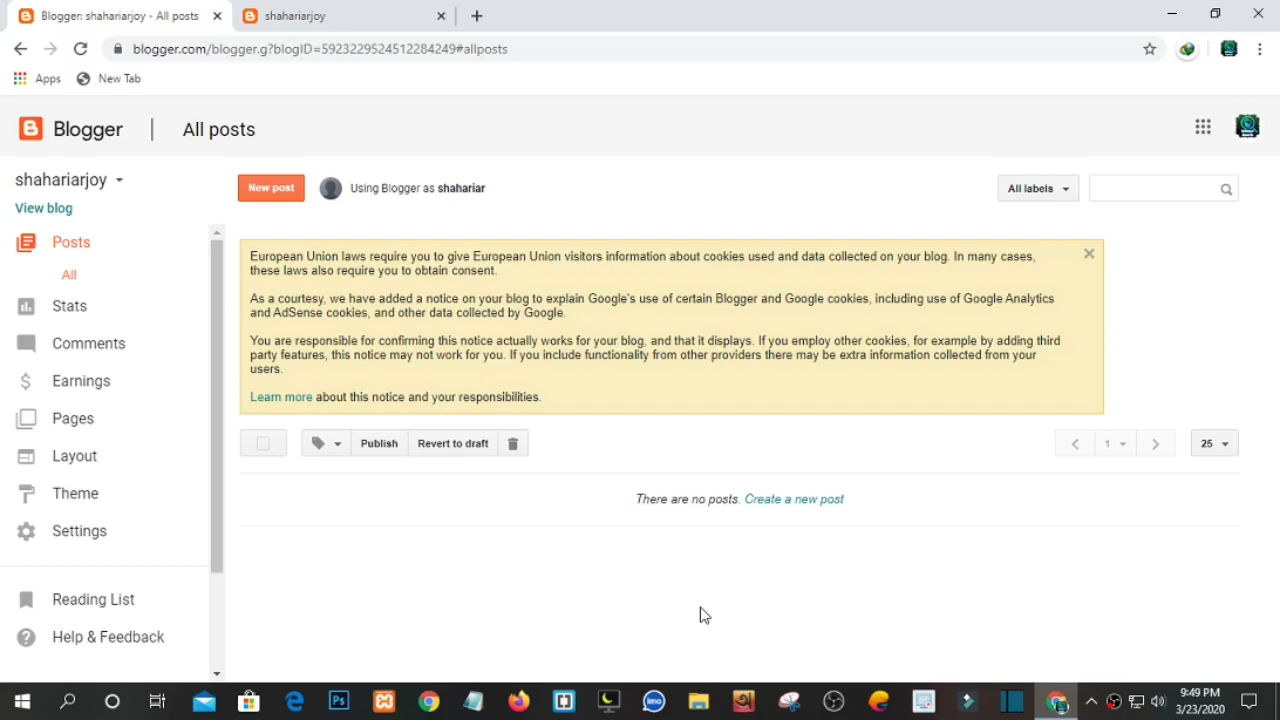 Blogger: shahariarjoy - All posts
shahariarjoy
blogger.com/blogger.g?blogID=5923229524512284249#allposts
Apps
New Tab
Blogger
All posts
shahariarjoy
View blog
New post
Using Blogger as shahariar
All labels
Posts
All
Stats
Comments
Earnings
Pages
Layout
Theme
Settings
Reading List
Help & Feedback
European Union laws require you to give European Union visitors information about cookies used and data collected on your blog. In many cases,
these laws also require you to obtain consent.
As a courtesy, we have added a notice on your blog to explain Google's use of certain Blogger and Google cookies, including use of Google Analytics
and AdSense cookies, and other data collected by Google.
You are responsible for confirming this notice actually works for your blog, and that it displays. If you employ other cookies, for example by adding third
party features, this notice may not work for you. If you include functionality from other providers there may be extra information collected from your
users.
Learn more about this notice and your responsibilities.
Publish
Revert to draft
1
25
There are no posts. Create a new post
Ps
imo
9:49 PM
3/23/2020